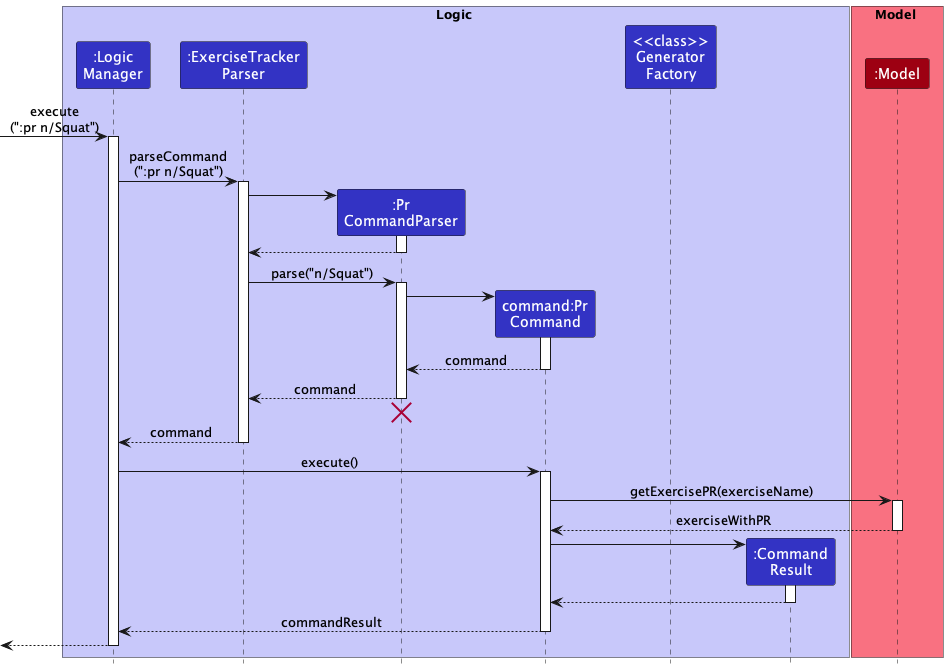 Logic
Model
:Logic
Manager
:ExerciseTracker
Parser
<<class>>
Generator
Factory
:Model
execute
(":pr n/Squat")
parseCommand
(":pr n/Squat")
:Pr
CommandParser
parse("n/Squat")
command:Pr
Command
command
command
command
execute()
getExercisePR(exerciseName)
exerciseWithPR
:Command
Result
commandResult